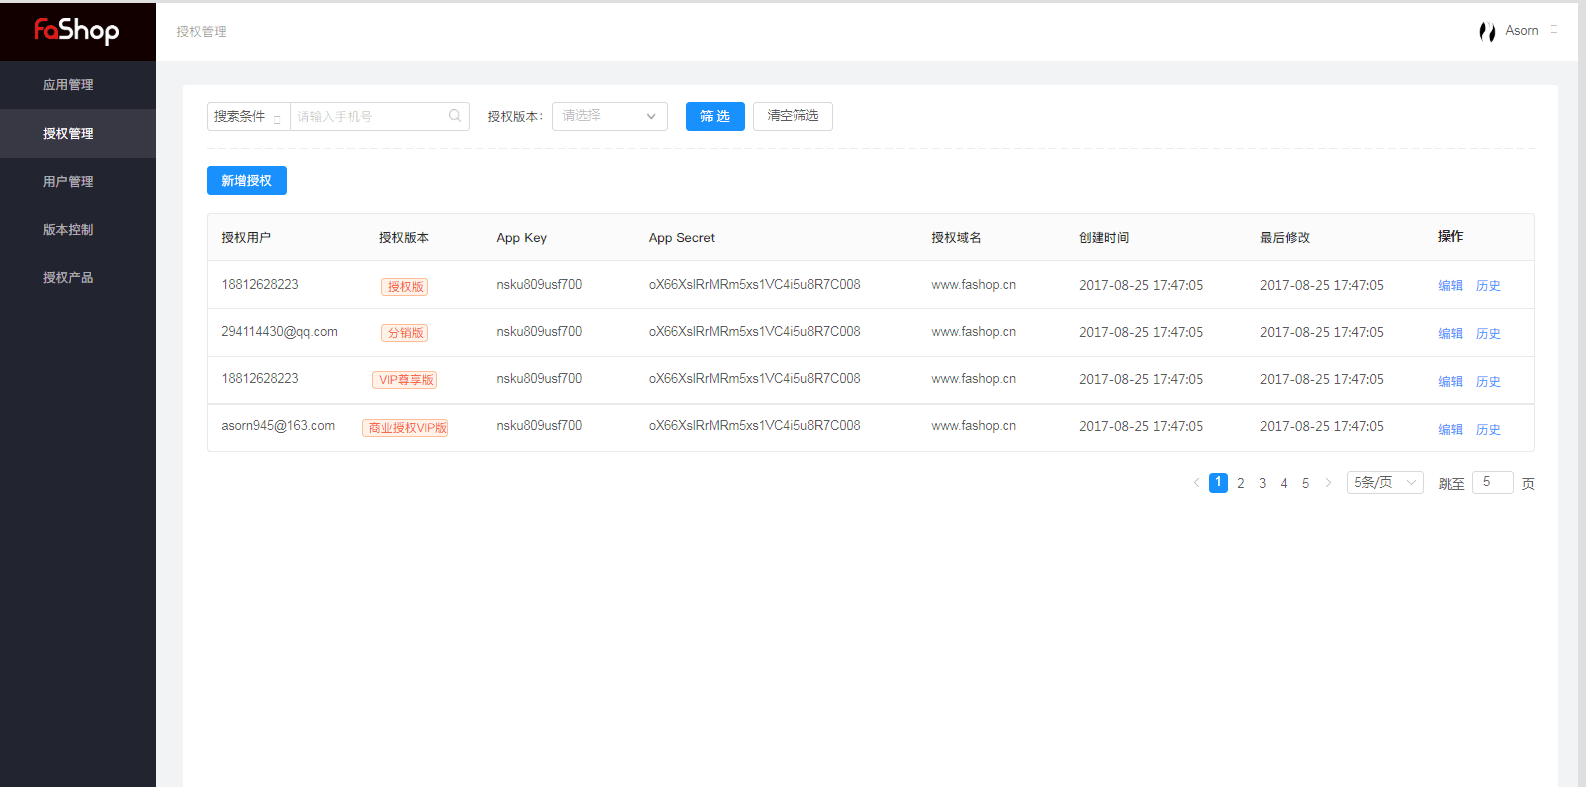 faShop
授权管理
Asorn
应用管理
授权管理
用户管理
版本控制
授权产品
搜索条件 请输入手机号 授权版本: 请选择 筛 选 清空筛选
新增授权
授权用户 授权版本 App Key App Secret 授权域名 创建时间 最后修改 操作
18812628223 授权版 nsku809usf700 oX66XslRrMRm5xs1VC4i5u8R7C008 www.fashop.cn 2017-08-25 17:47:05 2017-08-25 17:47:05 编辑 历史
294114430@qq.com 分销版 nsku809usf700 oX66XslRrMRm5xs1VC4i5u8R7C008 www.fashop.cn 2017-08-25 17:47:05 2017-08-25 17:47:05 编辑 历史
18812628223 VIP尊享版 nsku809usf700 oX66XslRrMRm5xs1VC4i5u8R7C008 www.fashop.cn 2017-08-25 17:47:05 2017-08-25 17:47:05 编辑 历史
asorn945@163.com 商业授权VIP版 nsku809usf700 oX66XslRrMRm5xs1VC4i5u8R7C008 www.fashop.cn 2017-08-25 17:47:05 2017-08-25 17:47:05 编辑 历史
1 2 3 4 5 5条/页 跳至 5 页